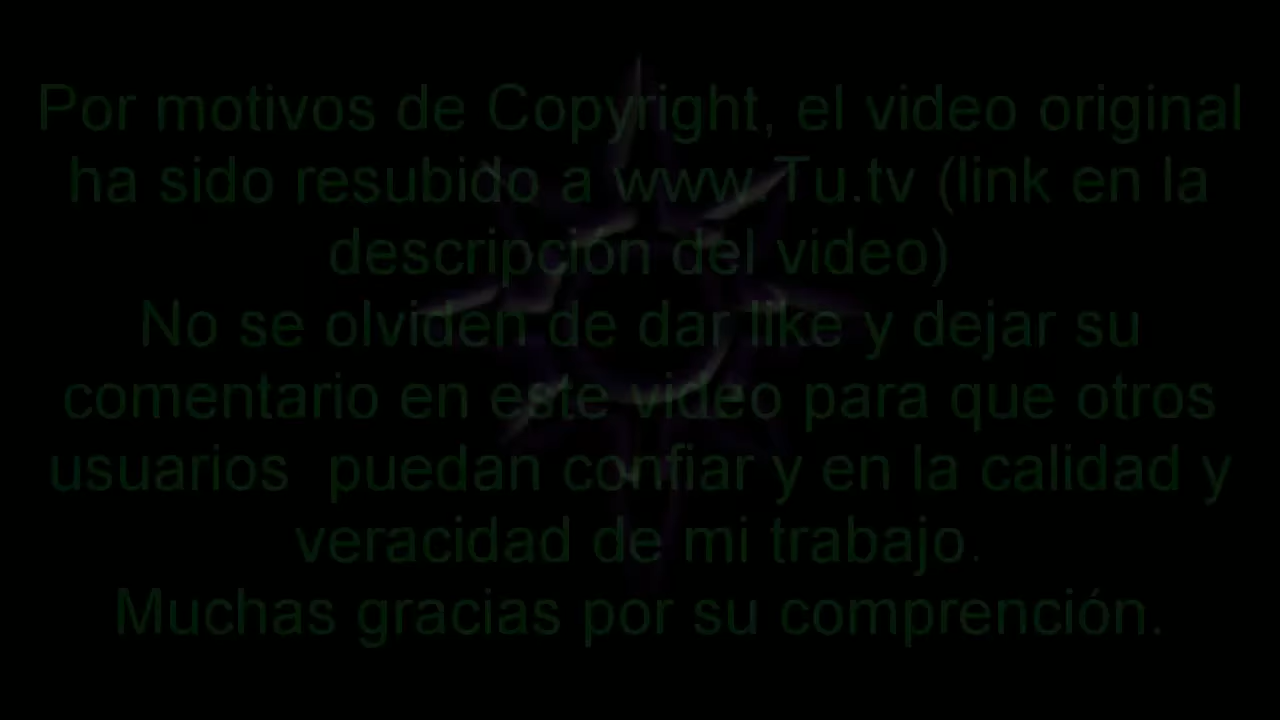 Por motivos de Copyright, el video original
ha sido resubido a www.Tu.tv (link en la
descripción del video)
No se olviden de dar like y dejar su
comentario en este video para que otros
usuarios  puedan confiar y en la calidad y
veracidad de mi trabajo.
Muchas gracias por su comprención.